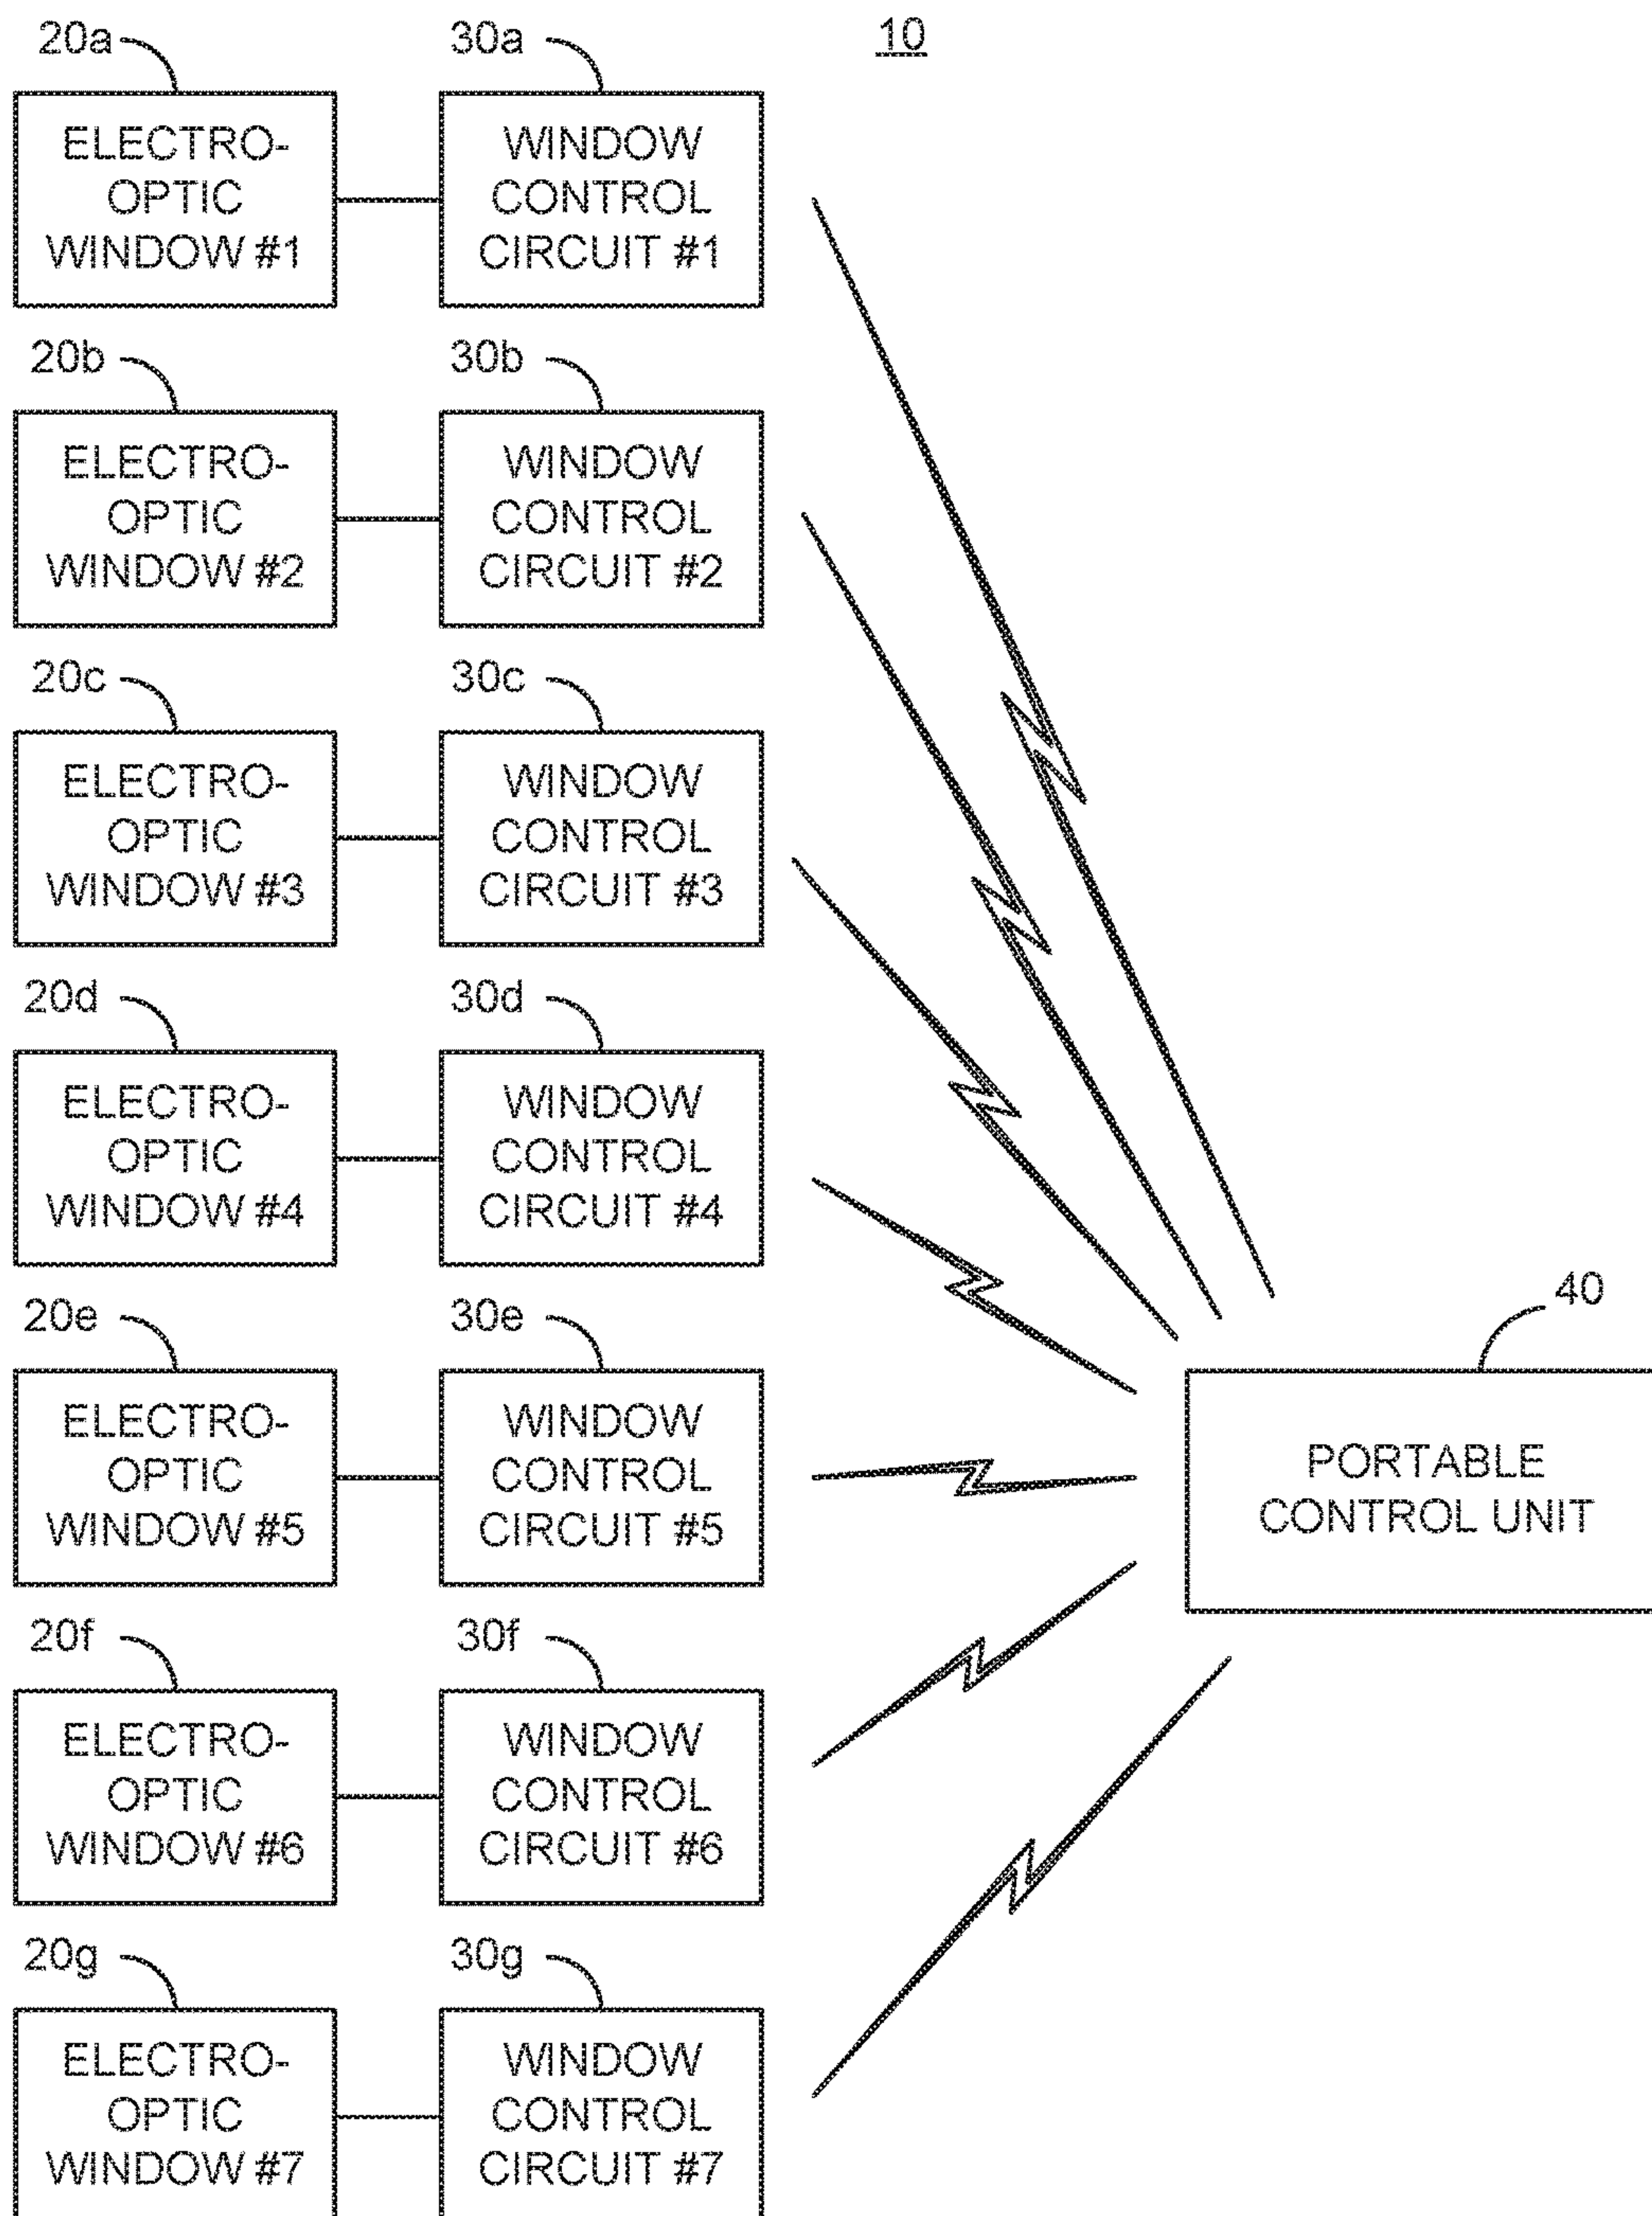 10
20a
30a
ELECTRO-
OPTIC
WINDOW #1
WINDOW
CONTROL
CIRCUIT #1
20b
30b
ELECTRO-
OPTIC
WINDOW #2
WINDOW
CONTROL
CIRCUIT #2
20c
30c
ELECTRO-
OPTIC
WINDOW #3
WINDOW
CONTROL
CIRCUIT #3
20d
30d
ELECTRO-
OPTIC
WINDOW #4
WINDOW
CONTROL
CIRCUIT #4
20e
30e
ELECTRO-
OPTIC
WINDOW #5
WINDOW
CONTROL
CIRCUIT #5
20f
30f
ELECTRO-
OPTIC
WINDOW #6
WINDOW
CONTROL
CIRCUIT #6
20g
30g
ELECTRO-
OPTIC
WINDOW #7
WINDOW
CONTROL
CIRCUIT #7
40
PORTABLE
CONTROL UNIT